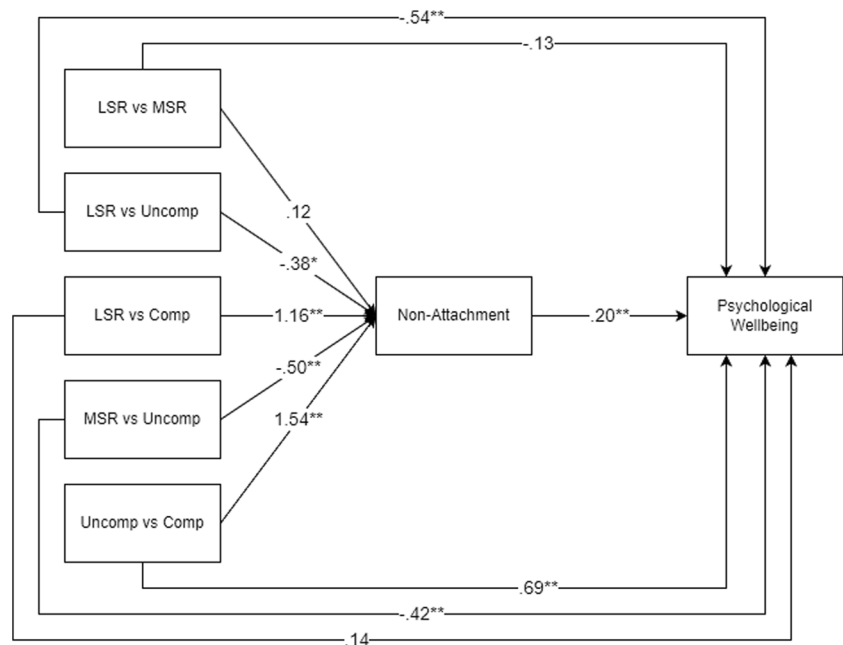 -.54**
-.13
LSR vs MSR
LSR vs Uncomp
.12
-.38*
LSR vs Comp
1.16**
Non-Attachment
.20**
Psychological
Wellbeing
-.50**
MSR vs Uncomp
1.54**
Uncomp vs Comp
.69**
-.42**
.14